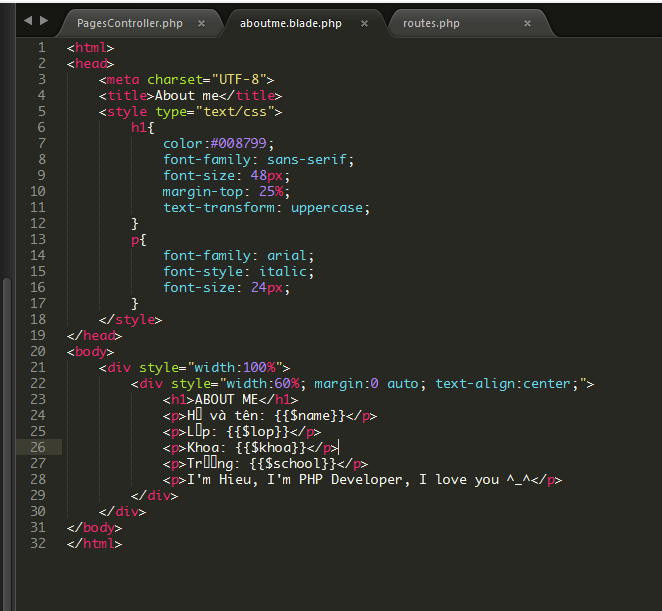 PagesController.php × aboutme.blade.php × routes.php ×
1 <html>
2 <head>
3 <meta charset="UTF-8">
4 <title>About me</title>
5 <style type="text/css">
6 h1{
7 color:#008799;
8 font-family: sans-serif;
9 font-size: 48px;
10 margin-top: 25%;
11 text-transform: uppercase;
12 }
13 p{
14 font-family: arial;
15 font-style: italic;
16 font-size: 24px;
17 }
18 </style>
19 </head>
20 <body>
21 <div style="width:100%">
22 <div style="width:60%; margin:0 auto; text-align:center;">
23 <h1>ABOUT ME</h1>
24 <p>H▯ và tên: {{$name}}</p>
25 <p>L▯p: {{$lop}}</p>
26 <p>Khoa: {{$khoa}}</p>
27 <p>Tr▯▯ng: {{$school}}</p>
28 <p>I'm Hieu, I'm PHP Developer, I love you ^_^</p>
29 </div>
30 </div>
31 </body>
32 </html>